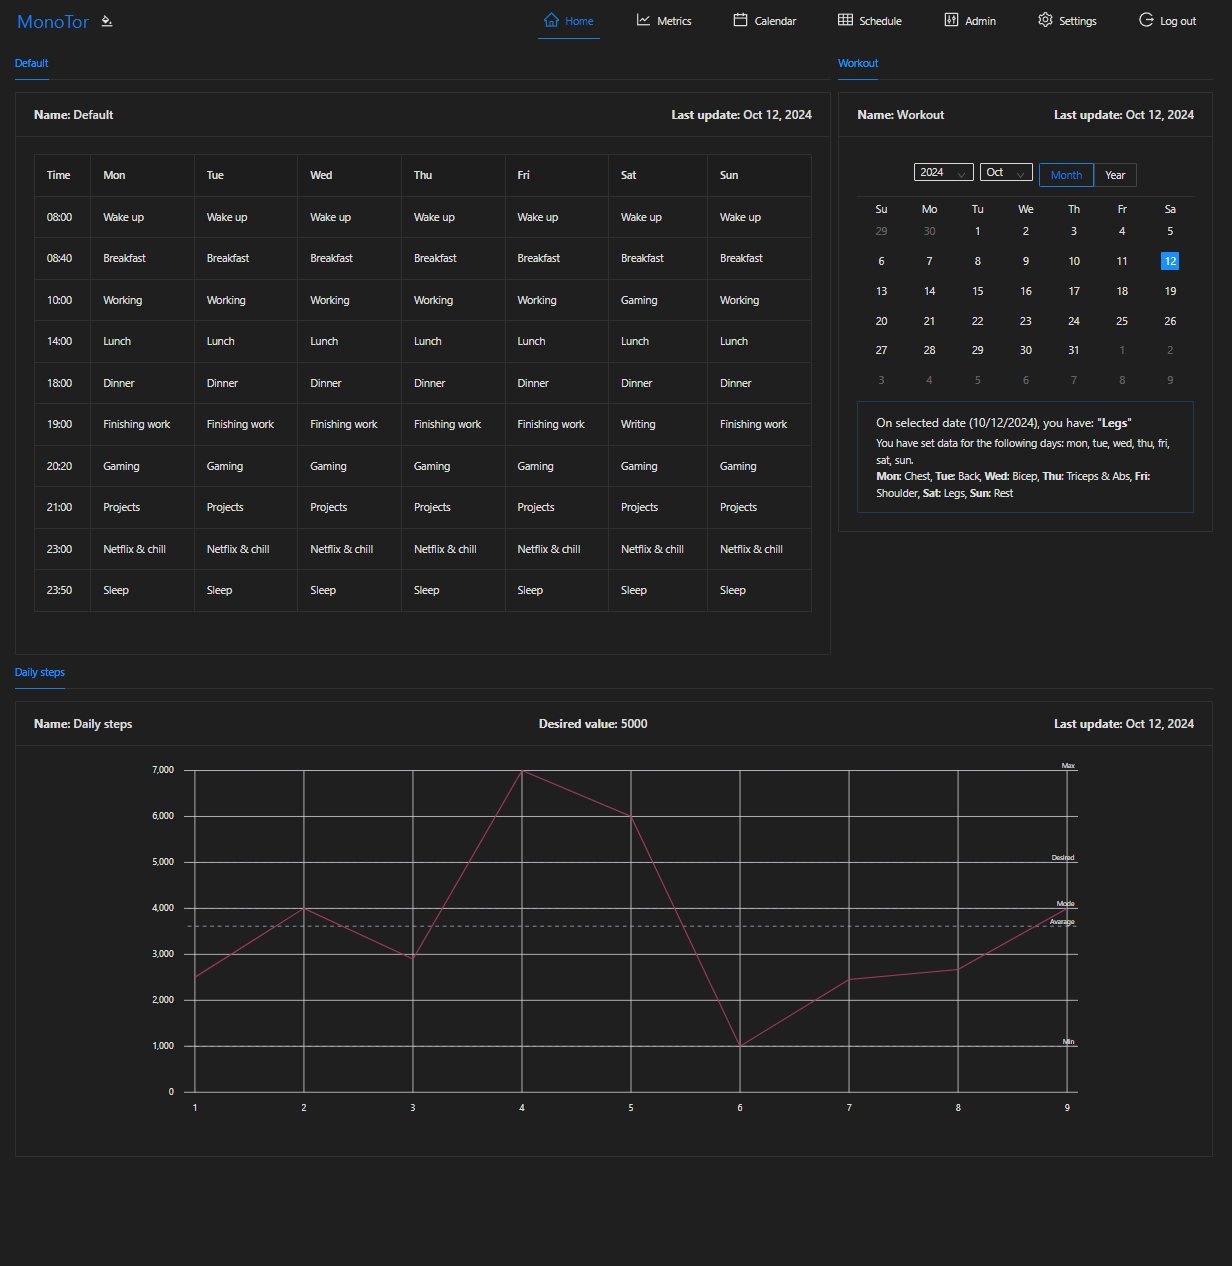 MonoTor Home Metrics Calendar Schedule Admin Settings Log out
Default
Name: Default Last update: Oct 12, 2024
Time Mon Tue Wed Thu Fri Sat Sun
08:00 Wake up Wake up Wake up Wake up Wake up Wake up Wake up
08:40 Breakfast Breakfast Breakfast Breakfast Breakfast Breakfast Breakfast
10:00 Working Working Working Working Working Gaming Working
14:00 Lunch Lunch Lunch Lunch Lunch Lunch Lunch
18:00 Dinner Dinner Dinner Dinner Dinner Dinner Dinner
19:00 Finishing work Finishing work Finishing work Finishing work Finishing work Writing Finishing work
20:20 Gaming Gaming Gaming Gaming Gaming Gaming Gaming
21:00 Projects Projects Projects Projects Projects Projects Projects
23:00 Netflix & chill Netflix & chill Netflix & chill Netflix & chill Netflix & chill Netflix & chill Netflix & chill
23:50 Sleep Sleep Sleep Sleep Sleep Sleep Sleep
Workout
Name: Workout Last update: Oct 12, 2024
2024 Oct Month Year
Su Mo Tu We Th Fr Sa
29 30 1 2 3 4 5
6 7 8 9 10 11 12
13 14 15 16 17 18 19
20 21 22 23 24 25 26
27 28 29 30 31 1 2
3 4 5 6 7 8 9
On selected date (10/12/2024), you have: "Legs"
You have set data for the following days: mon, tue, wed, thu, fri,
sat, sun.
Mon: Chest, Tue: Back, Wed: Bicep, Thu: Triceps & Abs, Fri:
Shoulder, Sat: Legs, Sun: Rest
Daily steps
Name: Daily steps Desired value: 5000 Last update: Oct 12, 2024
7,000 Max
6,000
5,000 Desired
4,000 Mode
Average
3,000
2,000
1,000 Min
0
1 2 3 4 5 6 7 8 9